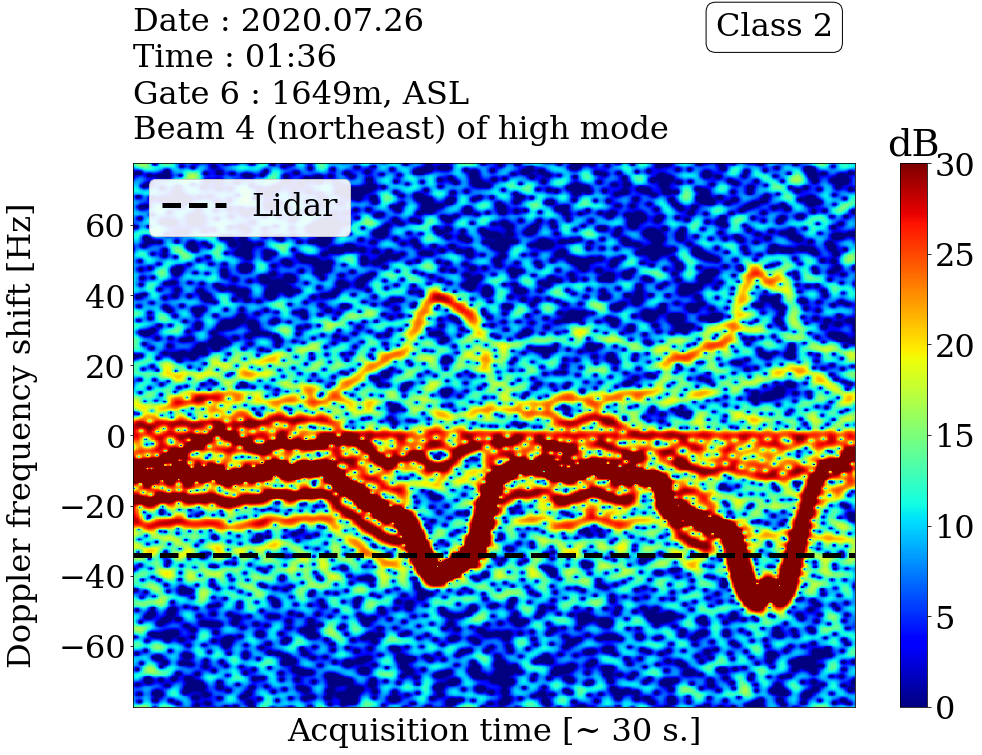 Date : 2020.07.26
Time : 01:36
Gate 6 : 1649m, ASL
Beam 4 (northeast) of high mode
Class 2
dB
Lidar
Doppler frequency shift [Hz]
60
40
20
0
−20
−40
−60
30
25
20
15
10
5
0
Acquisition time [~ 30 s.]